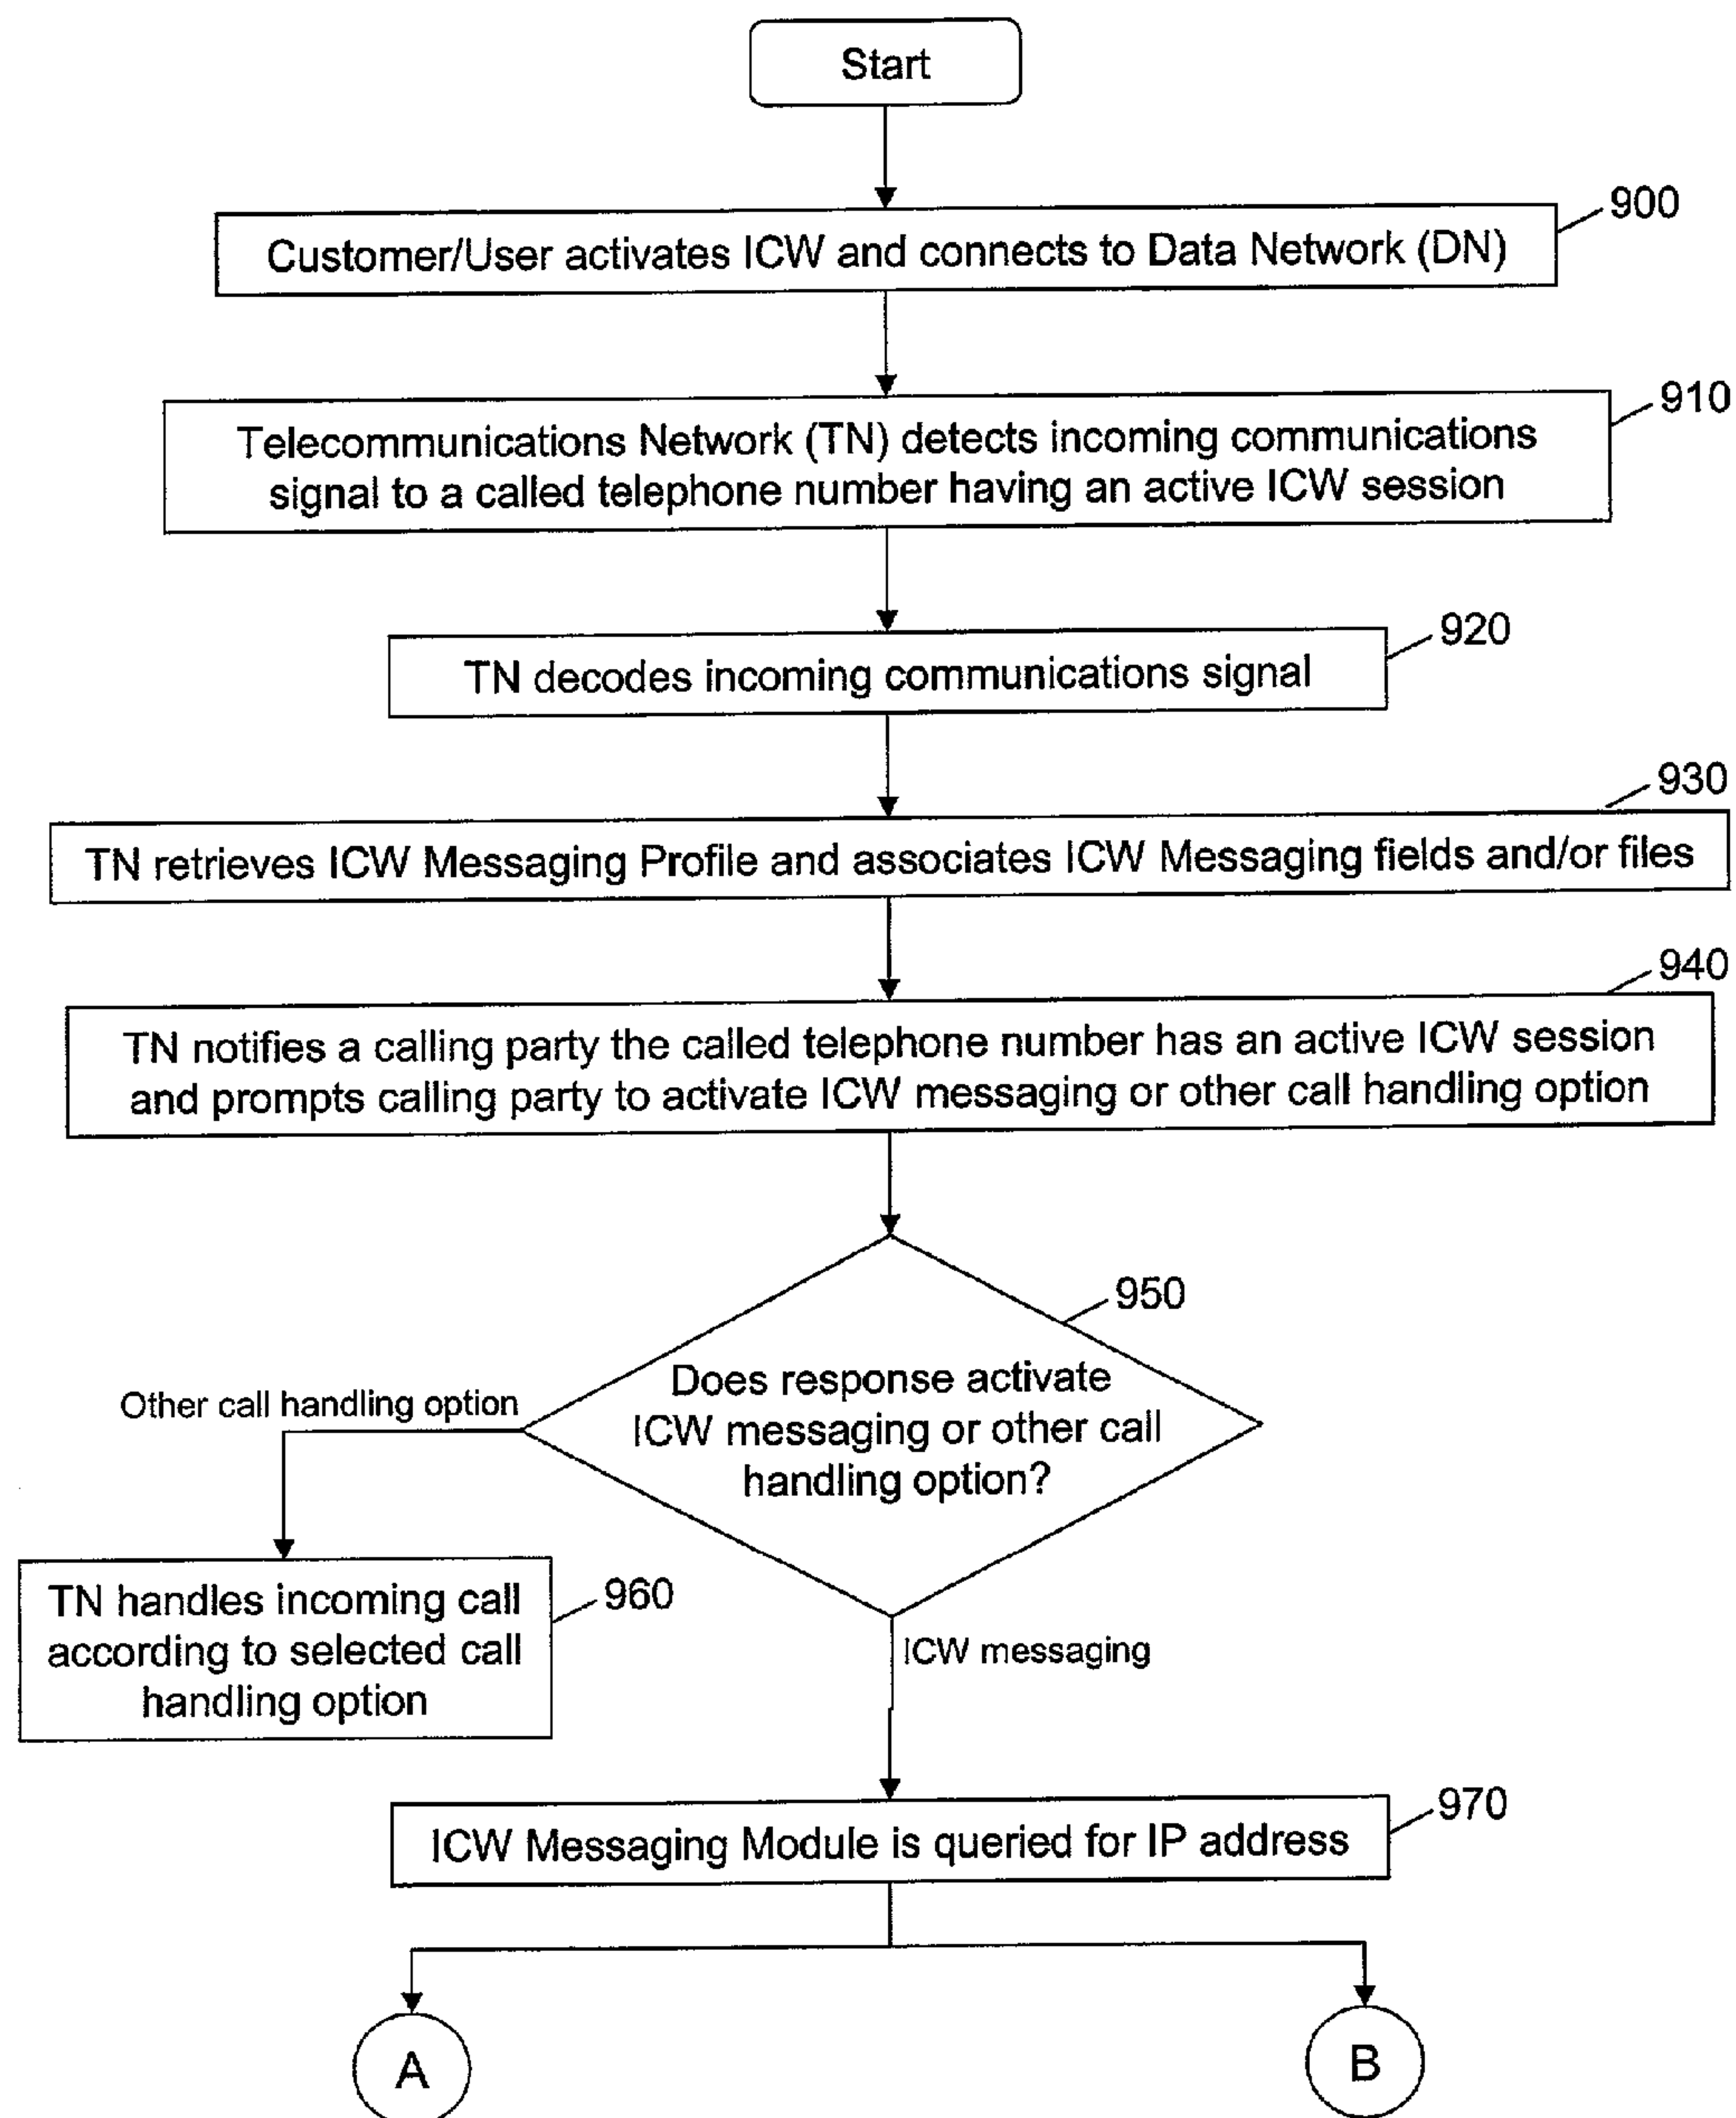 Start
900
Customer/User activates ICW and connects to Data Network (DN)
910
Telecommunications Network (TN) detects incoming communications
signal to a called telephone number having an active ICW session
920
TN decodes incoming communications signal
930
TN retrieves ICW Messaging Profile and associates ICW Messaging fields and/or files
940
TN notifies a calling party the called telephone number has an active ICW session
and prompts calling party to activate ICW messaging or other call handling option
950
Does response activate
ICW messaging or other call
handling option?
Other call handling option
960
TN handles incoming call
according to selected call
handling option
ICW messaging
970
ICW Messaging Module is queried for IP address
A
B